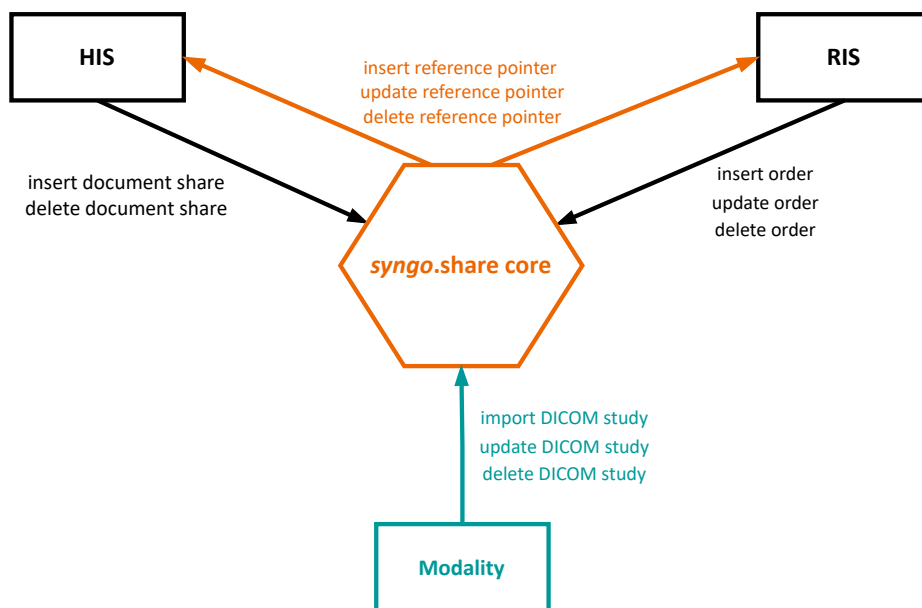 HIS
RIS
insert reference pointer
update reference pointer
delete reference pointer
insert document share
delete document share
insert order
update order
delete order
syngo.share core
import DICOM study
update DICOM study
delete DICOM study
Modality